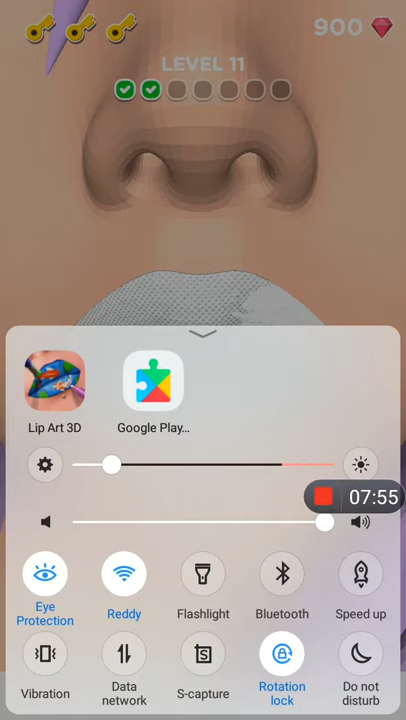 900
LEVEL 11
Lip Art 3D
Google Play...
07:55
Eye
Protection
Reddy
Flashlight
Bluetooth
Speed up
Vibration
Data
network
S-capture
Rotation
lock
Do not
disturb